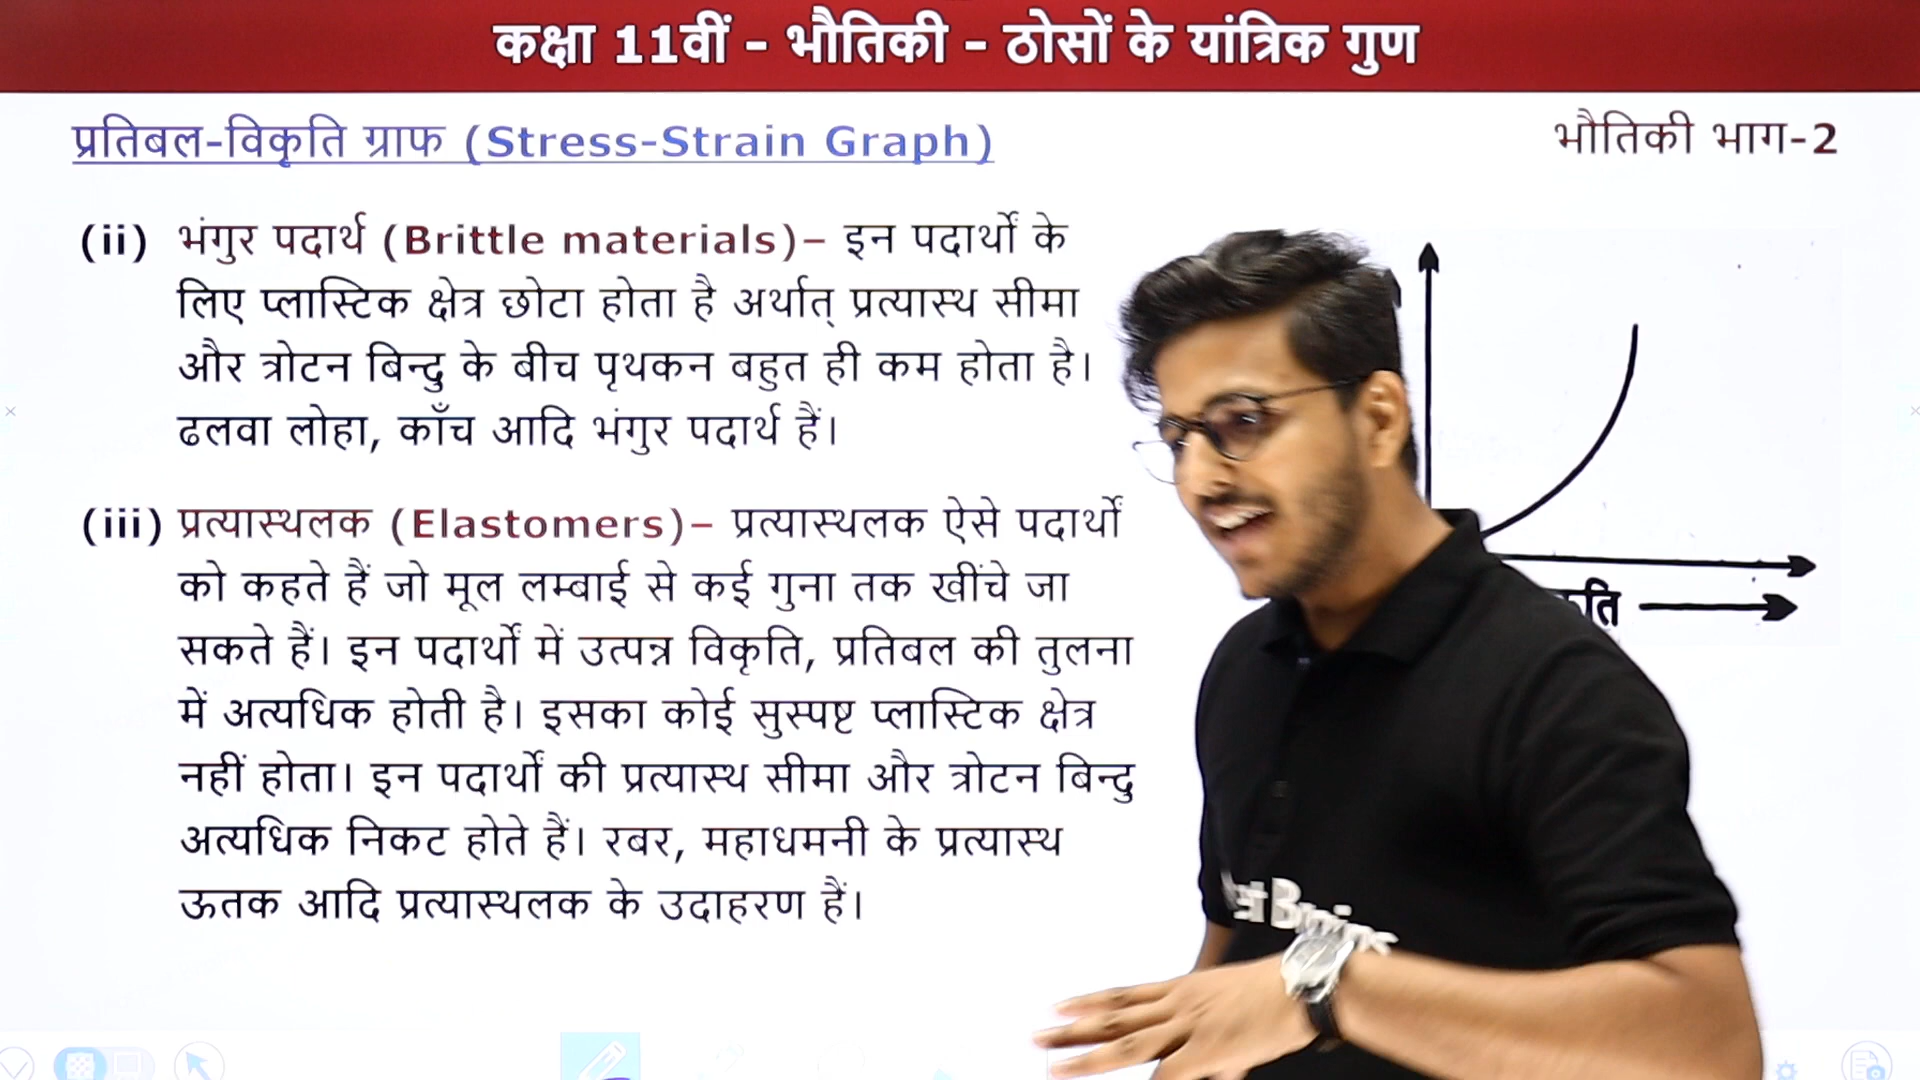 कक्षा 11वीं - भौतिकी - ठोसों के यांत्रिक गुण
प्रतिबल-विकृति ग्राफ (Stress-Strain Graph)
भौतिकी भाग-2
(ii) भंगुर पदार्थ (Brittle materials)– इन पदार्थों के
लिए प्लास्टिक क्षेत्र छोटा होता है अर्थात् प्रत्यास्थ सीमा
और त्रोटन बिन्दु के बीच पृथकन बहुत ही कम होता है।
ढलवा लोहा, काँच आदि भंगुर पदार्थ हैं।
(iii) प्रत्यास्थलक (Elastomers)– प्रत्यास्थलक ऐसे पदार्थों
को कहते हैं जो मूल लम्बाई से कई गुना तक खींचे जा
सकते हैं। इन पदार्थों में उत्पन्न विकृति, प्रतिबल की तुलना
में अत्यधिक होती है। इसका कोई सुस्पष्ट प्लास्टिक क्षेत्र
नहीं होता। इन पदार्थों की प्रत्यास्थ सीमा और त्रोटन बिन्दु
अत्यधिक निकट होते हैं। रबर, महाधमनी के प्रत्यास्थ
ऊतक आदि प्रत्यास्थलक के उदाहरण हैं।